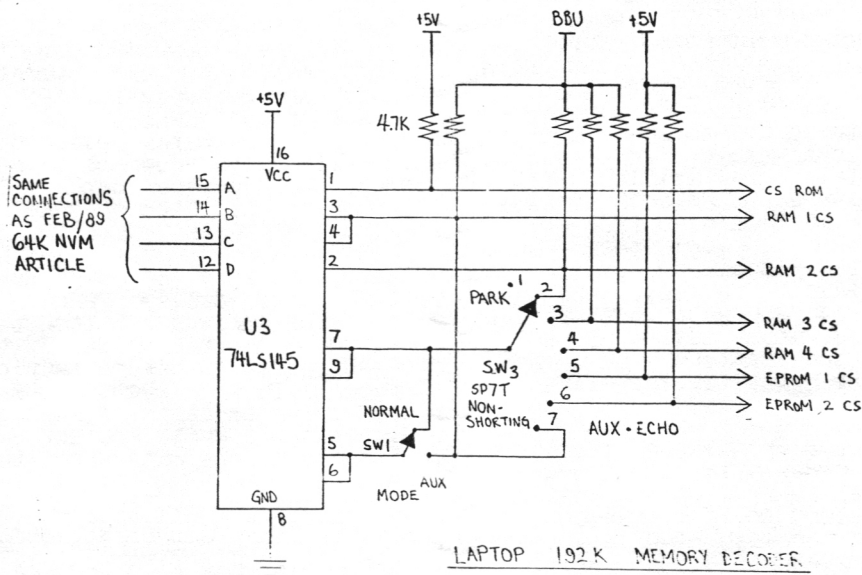 +5V BBU +5V
+5V
4.7K
16
VCC
SAME
CONNECTIONS
AS FEB/89
64K NVM
ARTICLE
15 A
14 B
13 C
12 D
1
3
4
2
7
9
5
6
U3
74LS145
GND
8
CS ROM
RAM 1 CS
RAM 2 CS
RAM 3 CS
RAM 4 CS
EPROM 1 CS
EPROM 2 CS
PARK 1
2
3
4
5
6
7
SW3
SP7T
NON-
SHORTING
AUX • ECHO
NORMAL
SW1
AUX
MODE
LAPTOP 192K MEMORY DECODER